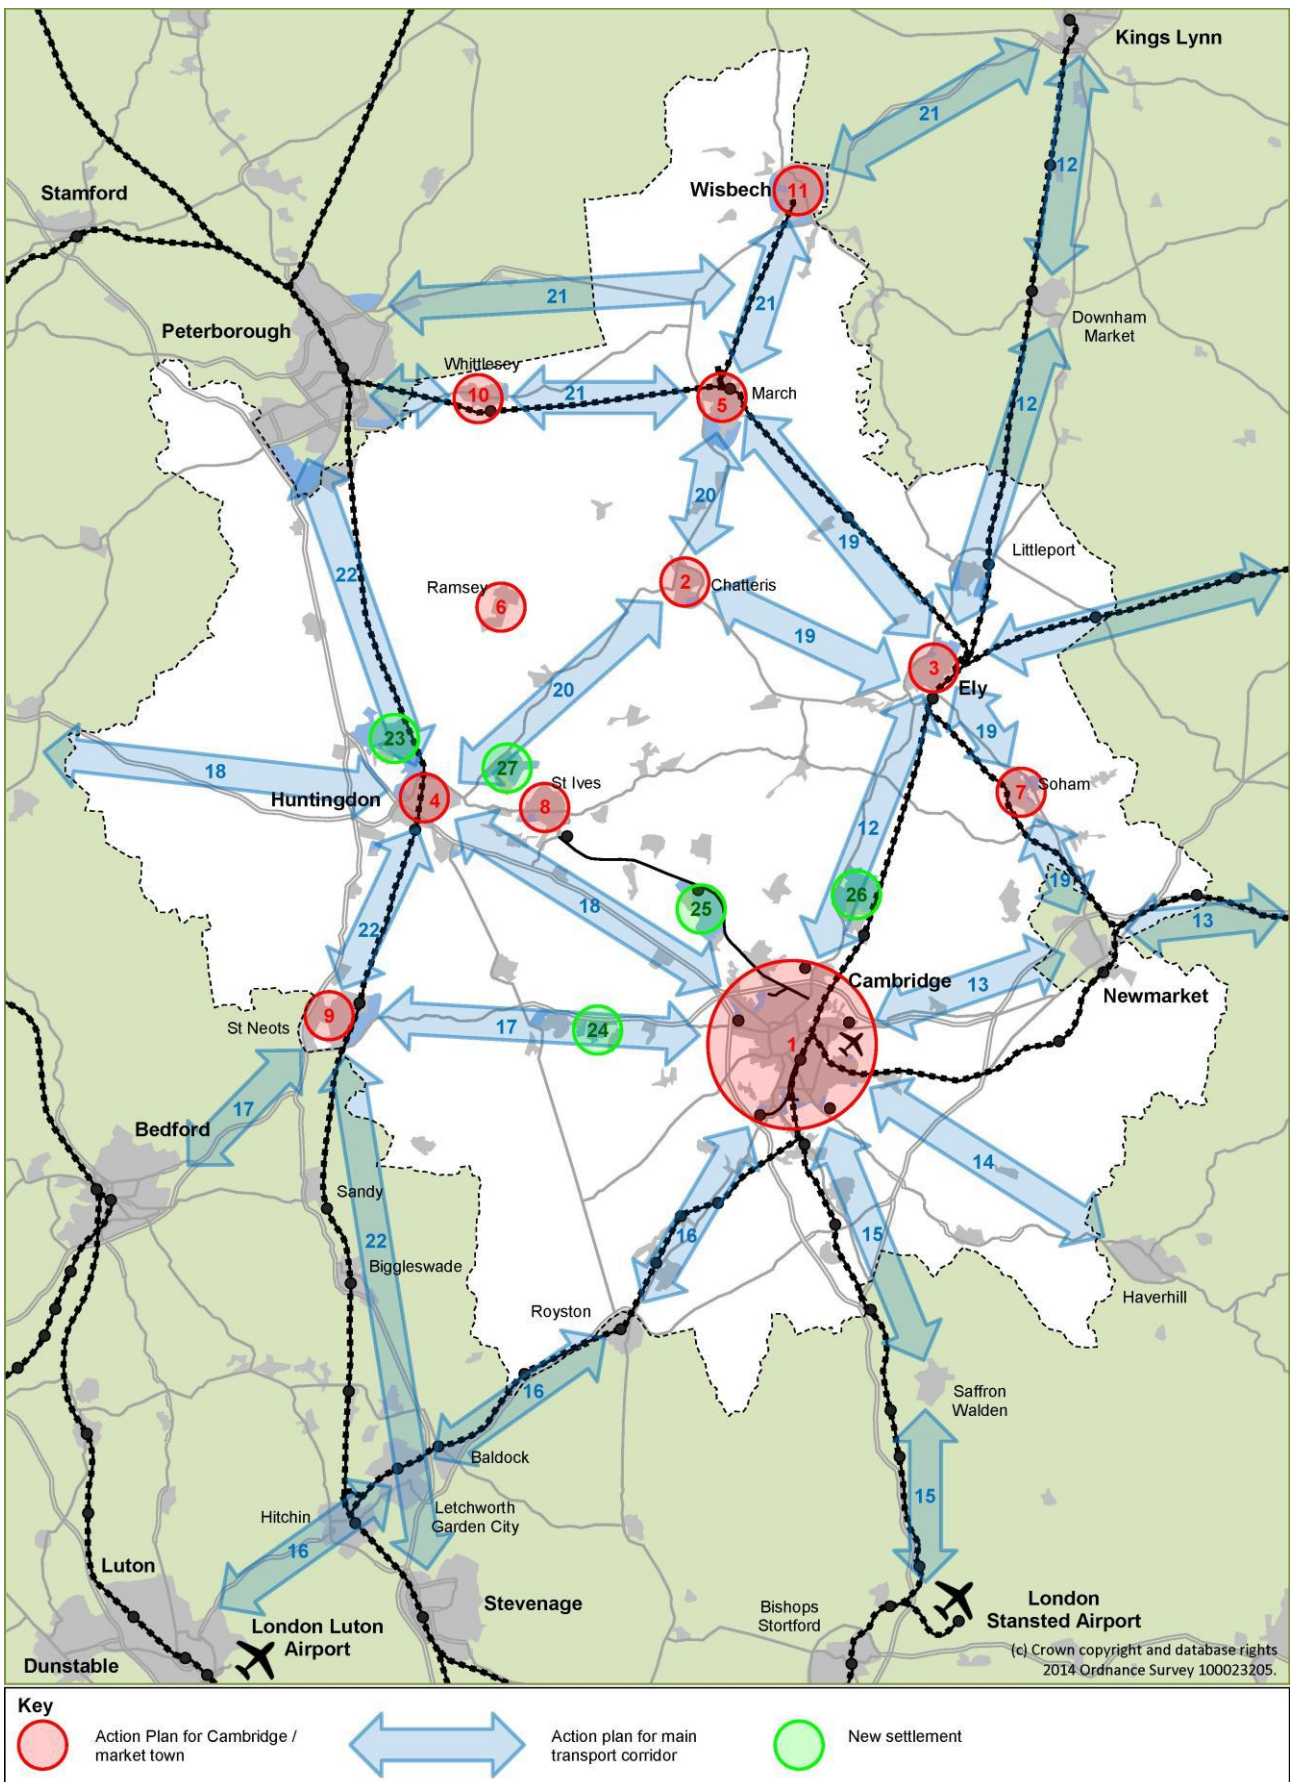 Kings Lynn
21
12
Stamford
Wisbech
11
21
21
Peterborough
Downham
Market
Whittlesey
10
21
5
March
12
20
19
22
Littleport
2
Chatteris
Ramsey
6
19
3
Ely
20
19
23
27
18
St Ives
Huntingdon
4
8
7
Soham
12
18
25
26
19
22
13
Cambridge
13
Newmarket
9
St Neots
17
24
1
17
Bedford
14
Sandy
22
16
15
Biggleswade
Royston
Haverhill
16
Saffron
Walden
Baldock
15
Hitchin
Letchworth
Garden City
16
Luton
Stevenage
London Luton
Airport
Bishops
Stortford
London
Stansted Airport
Dunstable
(c) Crown copyright and database rights
2014 Ordnance Survey 100023205.
Key
Action Plan for Cambridge /
market town
Action plan for main
transport corridor
New settlement